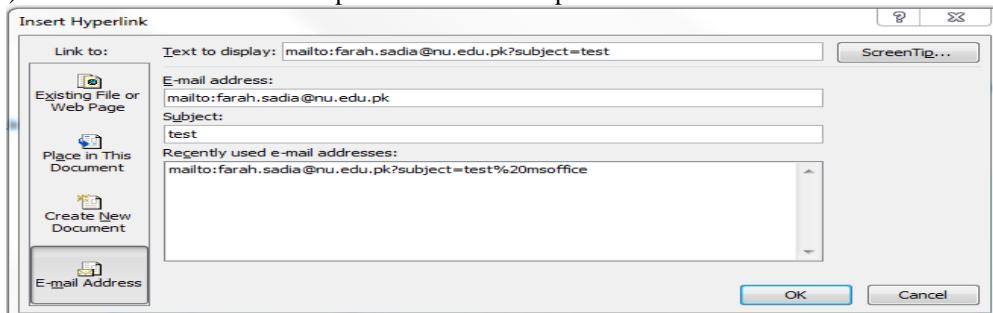 Insert Hyperlink
Link to:
Text to display: mailto:farah.sadia@nu.edu.pk?subject=test
ScreenTip...
Existing File or
Web Page
Place in This
Document
Create New
Document
E-mail Address
E-mail address:
mailto:farah.sadia@nu.edu.pk
Subject:
test
Recently used e-mail addresses:
mailto:farah.sadia@nu.edu.pk?subject=test%20msoffice
OK
Cancel